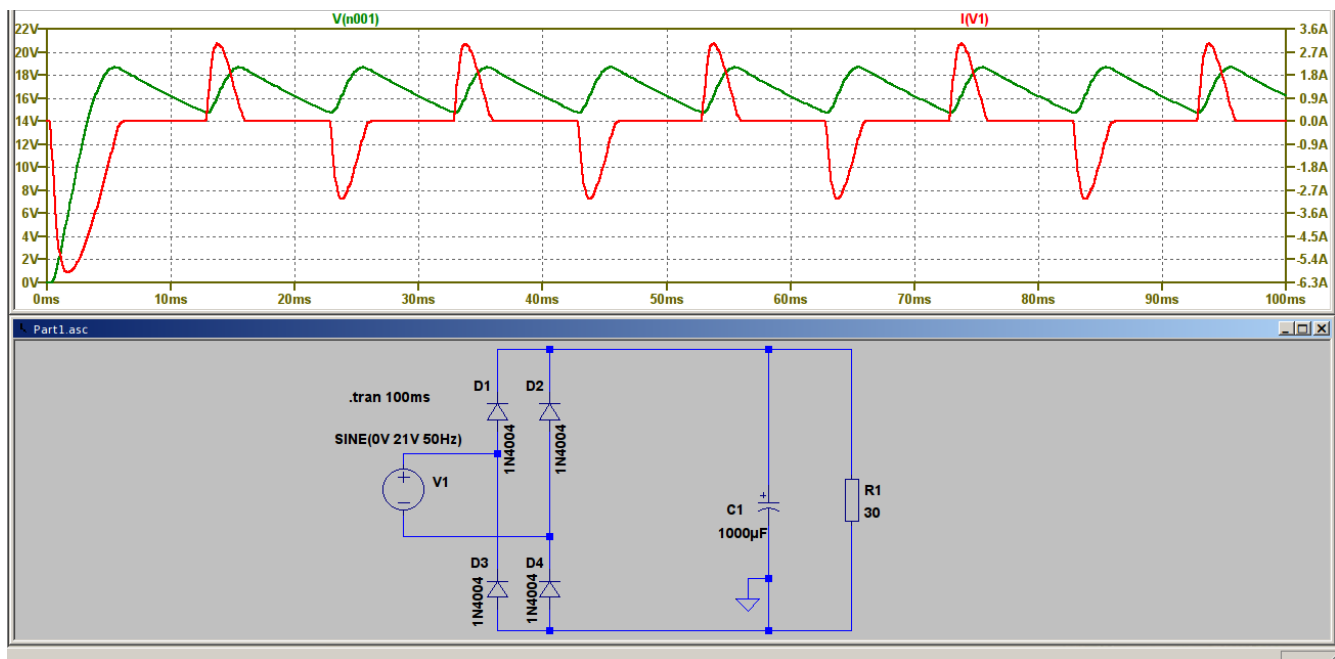 V(n001) I(V1)
22V 3.6A
20V 2.7A
18V 1.8A
16V 0.9A
14V 0.0A
12V -0.9A
10V -1.8A
8V -2.7A
6V -3.6A
4V -4.5A
2V -5.4A
0V -6.3A
0ms 10ms 20ms 30ms 40ms 50ms 60ms 70ms 80ms 90ms 100ms
Part1.asc
D1 D2
.tran 100ms
1N4004 1N4004
SINE(0V 21V 50Hz)
V1
R1
30
C1
1000µF
D3 D4
1N4004 1N4004